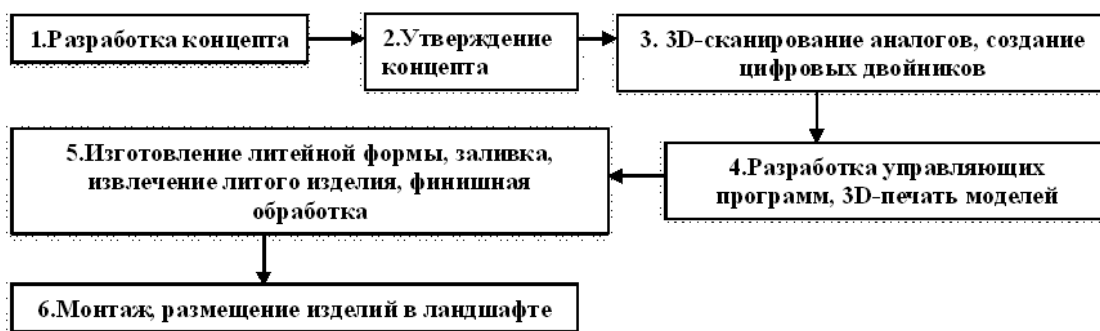 1.Разработка концепта
2.Утверждение
концепта
3. 3D-сканирование аналогов, создание
цифровых двойников
4.Разработка управляющих
программ, 3D-печать моделей
5.Изготовление литейной формы, заливка,
извлечение литого изделия, финишная
обработка
6.Монтаж, размещение изделий в ландшафте